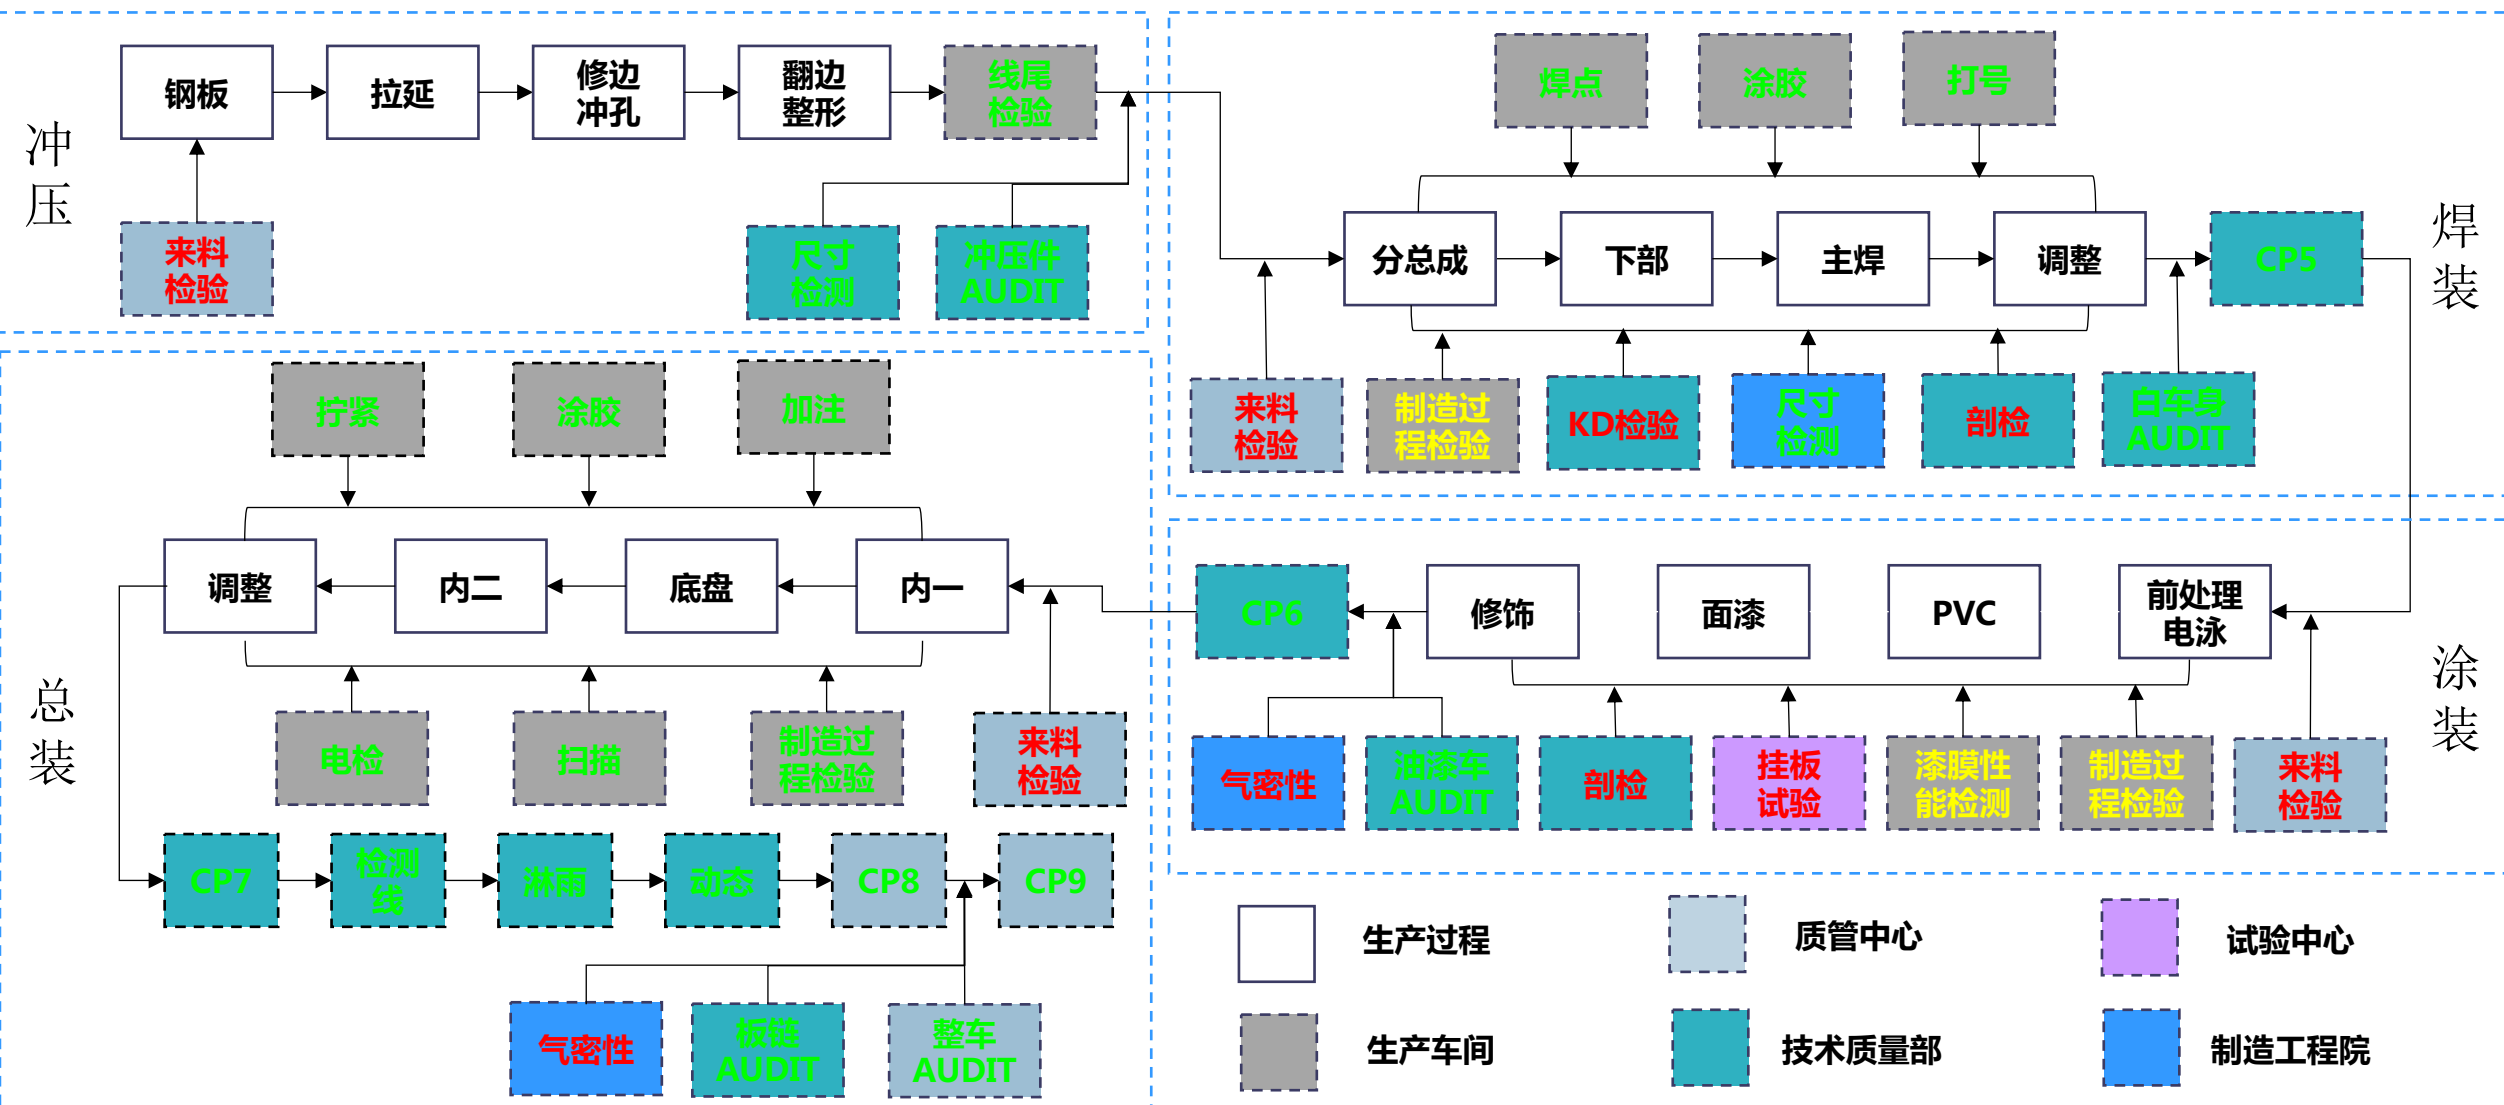 冲
压
钢板
拉延
修边
冲孔
翻边
整形
线尾
检验
来料
检验
尺寸
检测
冲压件
AUDIT
焊
装
焊点
涂胶
打号
分总成
下部
主焊
调整
CP5
来料
检验
制造过
程检验
KD检验
尺寸
检测
剖检
白车身
AUDIT
总
装
拧紧
涂胶
加注
调整
内二
底盘
内一
电检
扫描
制造过
程检验
来料
检验
CP7
检测
线
淋雨
动态
CP8
CP9
气密性
板链
AUDIT
整车
AUDIT
涂
装
CP6
修饰
面漆
PVC
前处理
电泳
气密性
油漆车
AUDIT
剖检
挂板
试验
漆膜性
能检测
制造过
程检验
来料
检验
生产过程
质管中心
试验中心
生产车间
技术质量部
制造工程院